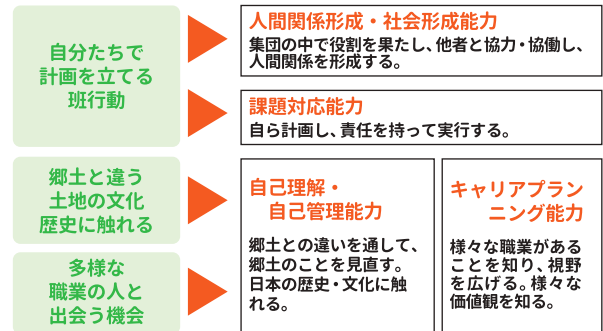 自分たちで
計画を立てる
班行動
人間関係形成・社会形成能力
集団の中で役割を果たし、他者と協力・協働し、
人間関係を形成する。
課題対応能力
自ら計画し、責任を持って実行する。
郷土と違う
土地の文化
歴史に触れる
多様な
職業の人と
出会う機会
自己理解・
自己管理能力
郷土との違いを通して、
郷土のことを見直す。
日本の歴史・文化に触
れる。
キャリアプラン
ニング能力
様々な職業がある
ことを知り、視野
を広げる。様々な
価値観を知る。